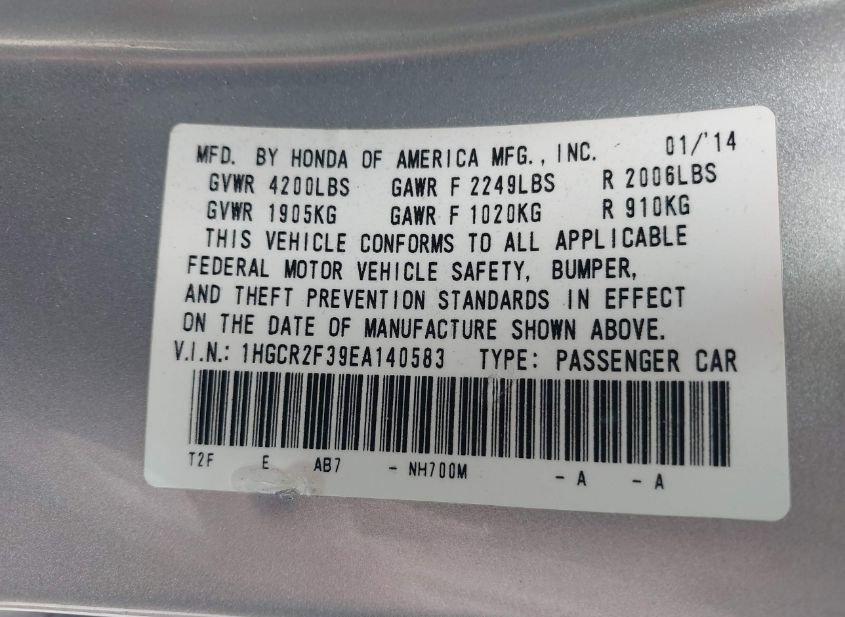 MFD. BY HONDA OF AMERICA MFG., INC. 01/'14
GVWR 4200LBS GAWR F 2249LBS R 2006LBS
GVWR 1905KG GAWR F 1020KG R 910KG
THIS VEHICLE CONFORMS TO ALL APPLICABLE
FEDERAL MOTOR VEHICLE SAFETY, BUMPER,
AND THEFT PREVENTION STANDARDS IN EFFECT
ON THE DATE OF MANUFACTURE SHOWN ABOVE.
V.I.N.: 1HGCR2F39EA140583 TYPE: PASSENGER CAR
T2F E AB7 - NH700M - A - A